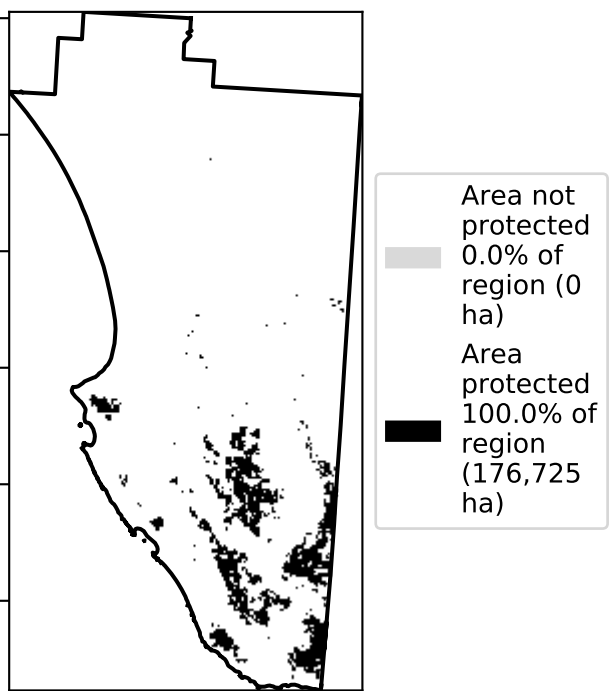 Area not
protected
0.0% of
region (0
ha)
Area
protected
100.0% of
region
(176,725
ha)